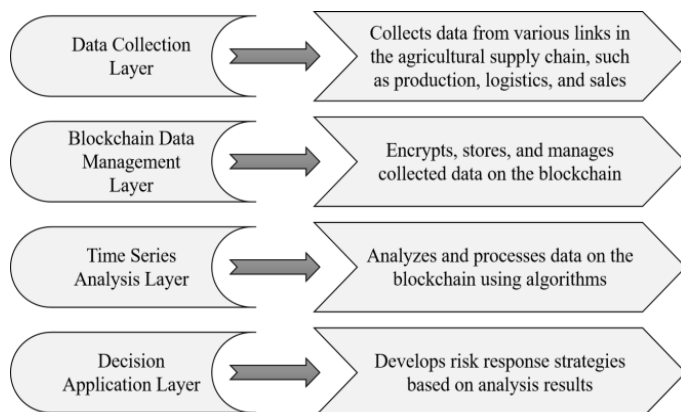 Data Collection
Layer
Collects data from various links in
the agricultural supply chain, such
as production, logistics, and sales
Blockchain Data
Management
Layer
Encrypts, stores, and manages
collected data on the blockchain
Time Series
Analysis Layer
Analyzes and processes data on the
blockchain using algorithms
Decision
Application Layer
Develops risk response strategies
based on analysis results